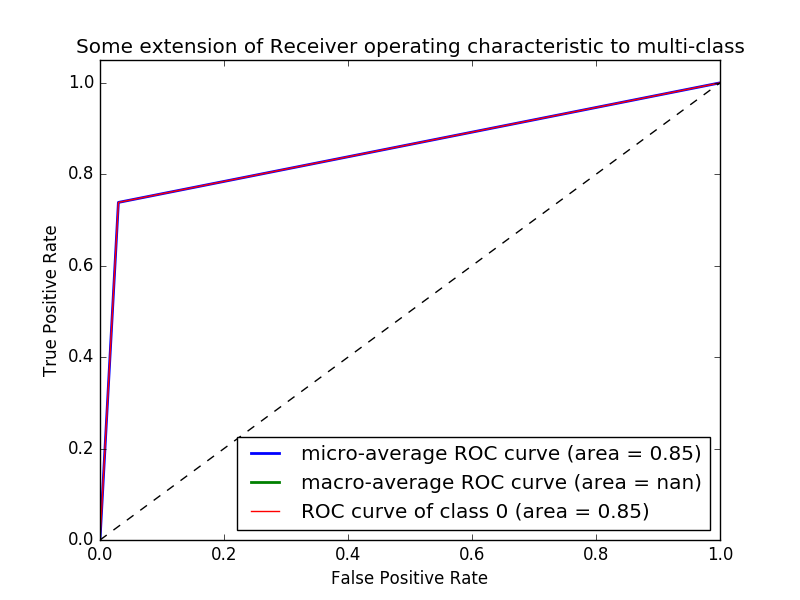 Some extension of Receiver operating characteristic to multi-class
1.0
0.8
0.6
0.4
0.2
0.0
True Positive Rate
micro-average ROC curve (area = 0.85)
macro-average ROC curve (area = nan)
ROC curve of class 0 (area = 0.85)
0.0 0.2 0.4 0.6 0.8 1.0
False Positive Rate